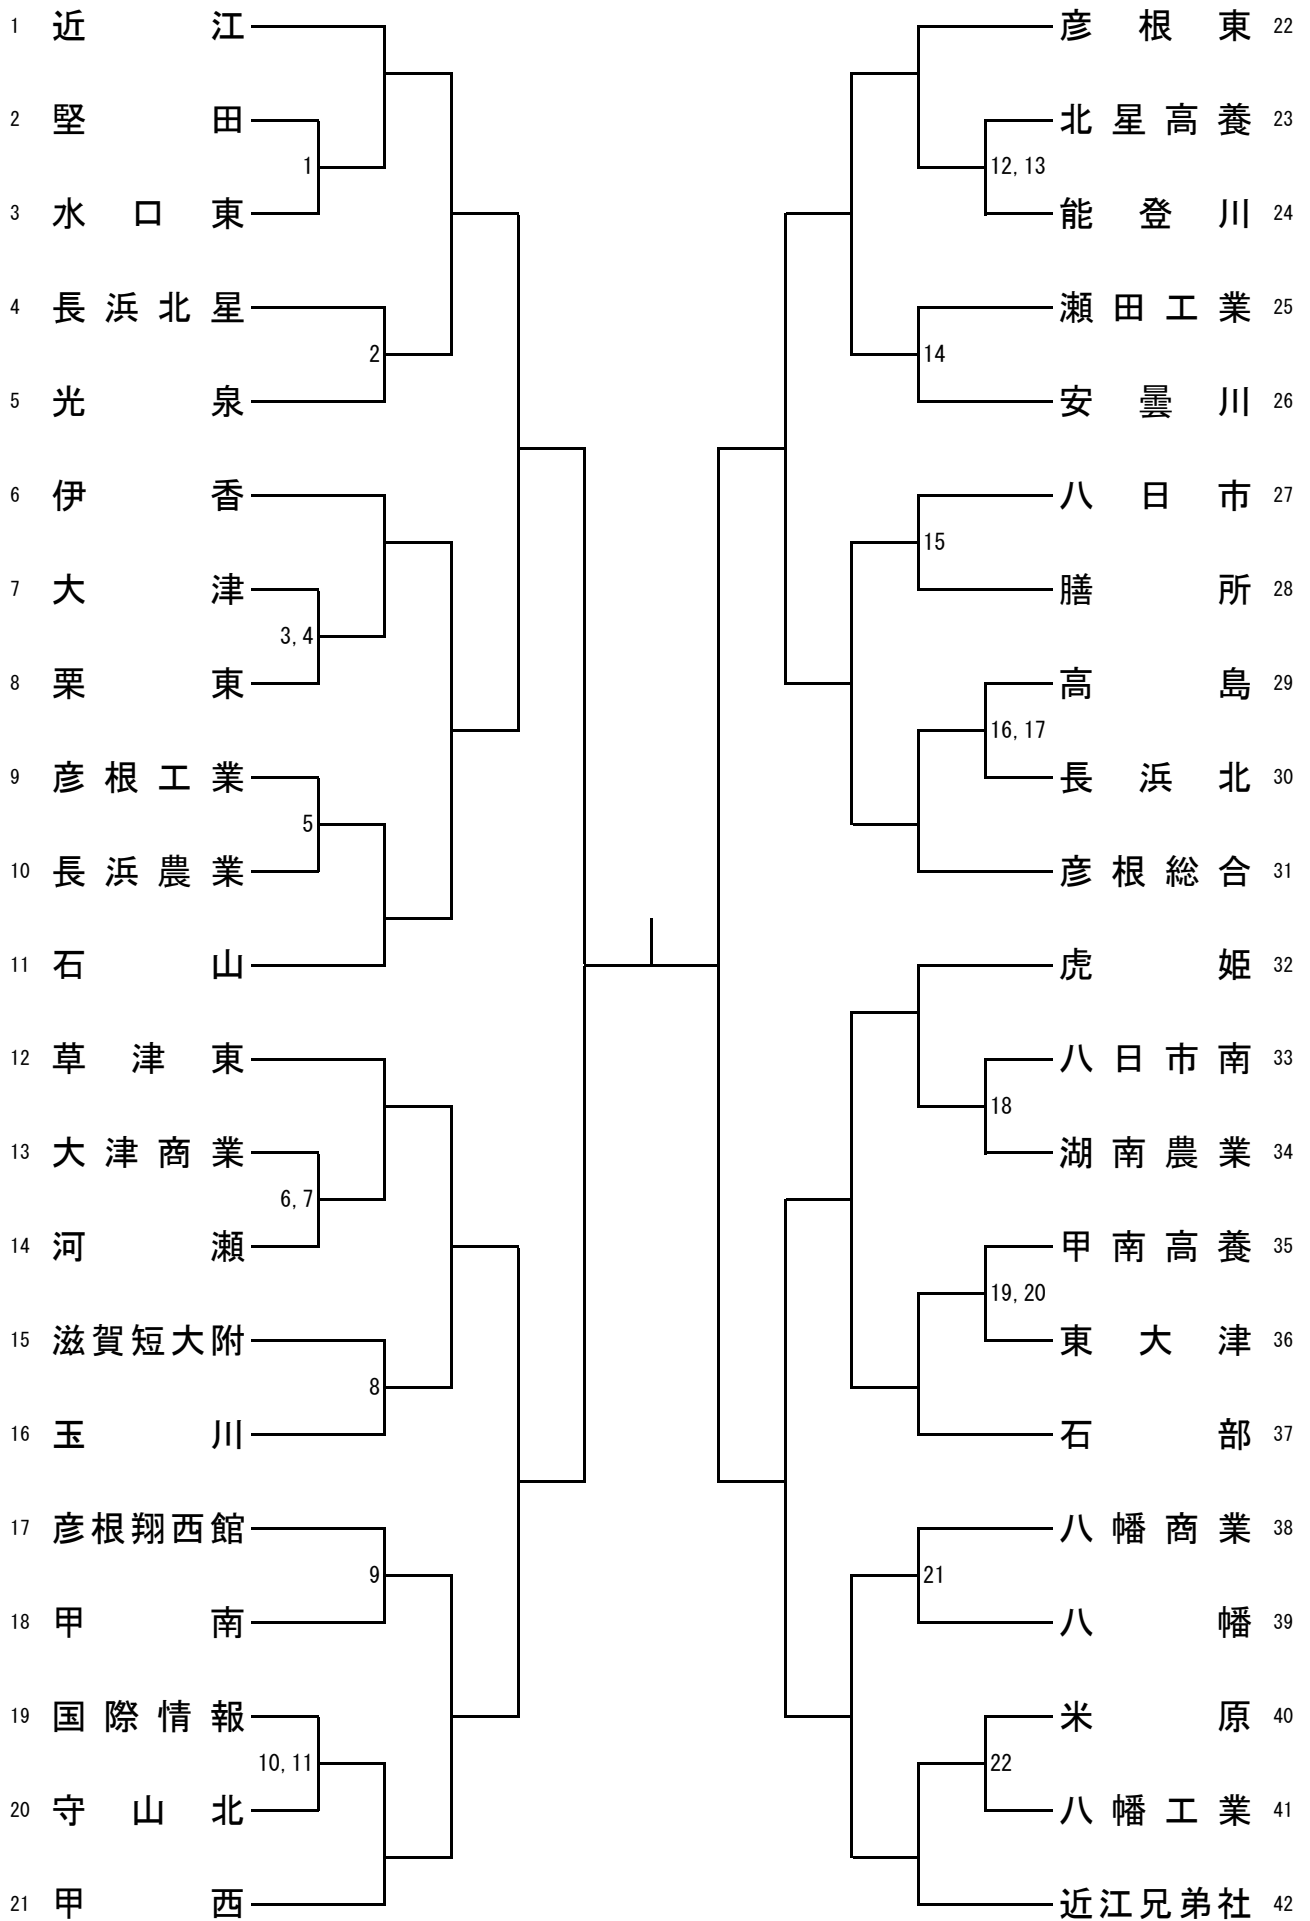 1 近江
2 堅田
1
3 水口東
4 長浜北星
2
5 光泉
6 伊香
7 大津
3,4
8 栗東
9 彦根工業
5
10 長浜農業
11 石山
12 草津東
13 大津商業
6,7
14 河瀬
15 滋賀短大附
8
16 玉川
17 彦根翔西館
9
18 甲南
19 国際情報
10,11
20 守山北
21 甲西
彦根東 22
北星高養 23
12,13
能登川 24
瀬田工業 25
14
安曇川 26
八日市 27
15
膳所 28
高島 29
16,17
長浜北 30
彦根総合 31
虎姫 32
八日市南 33
18
湖南農業 34
甲南高養 35
19,20
東大津 36
石部 37
八幡商業 38
21
八幡 39
米原 40
22
八幡工業 41
近江兄弟社 42